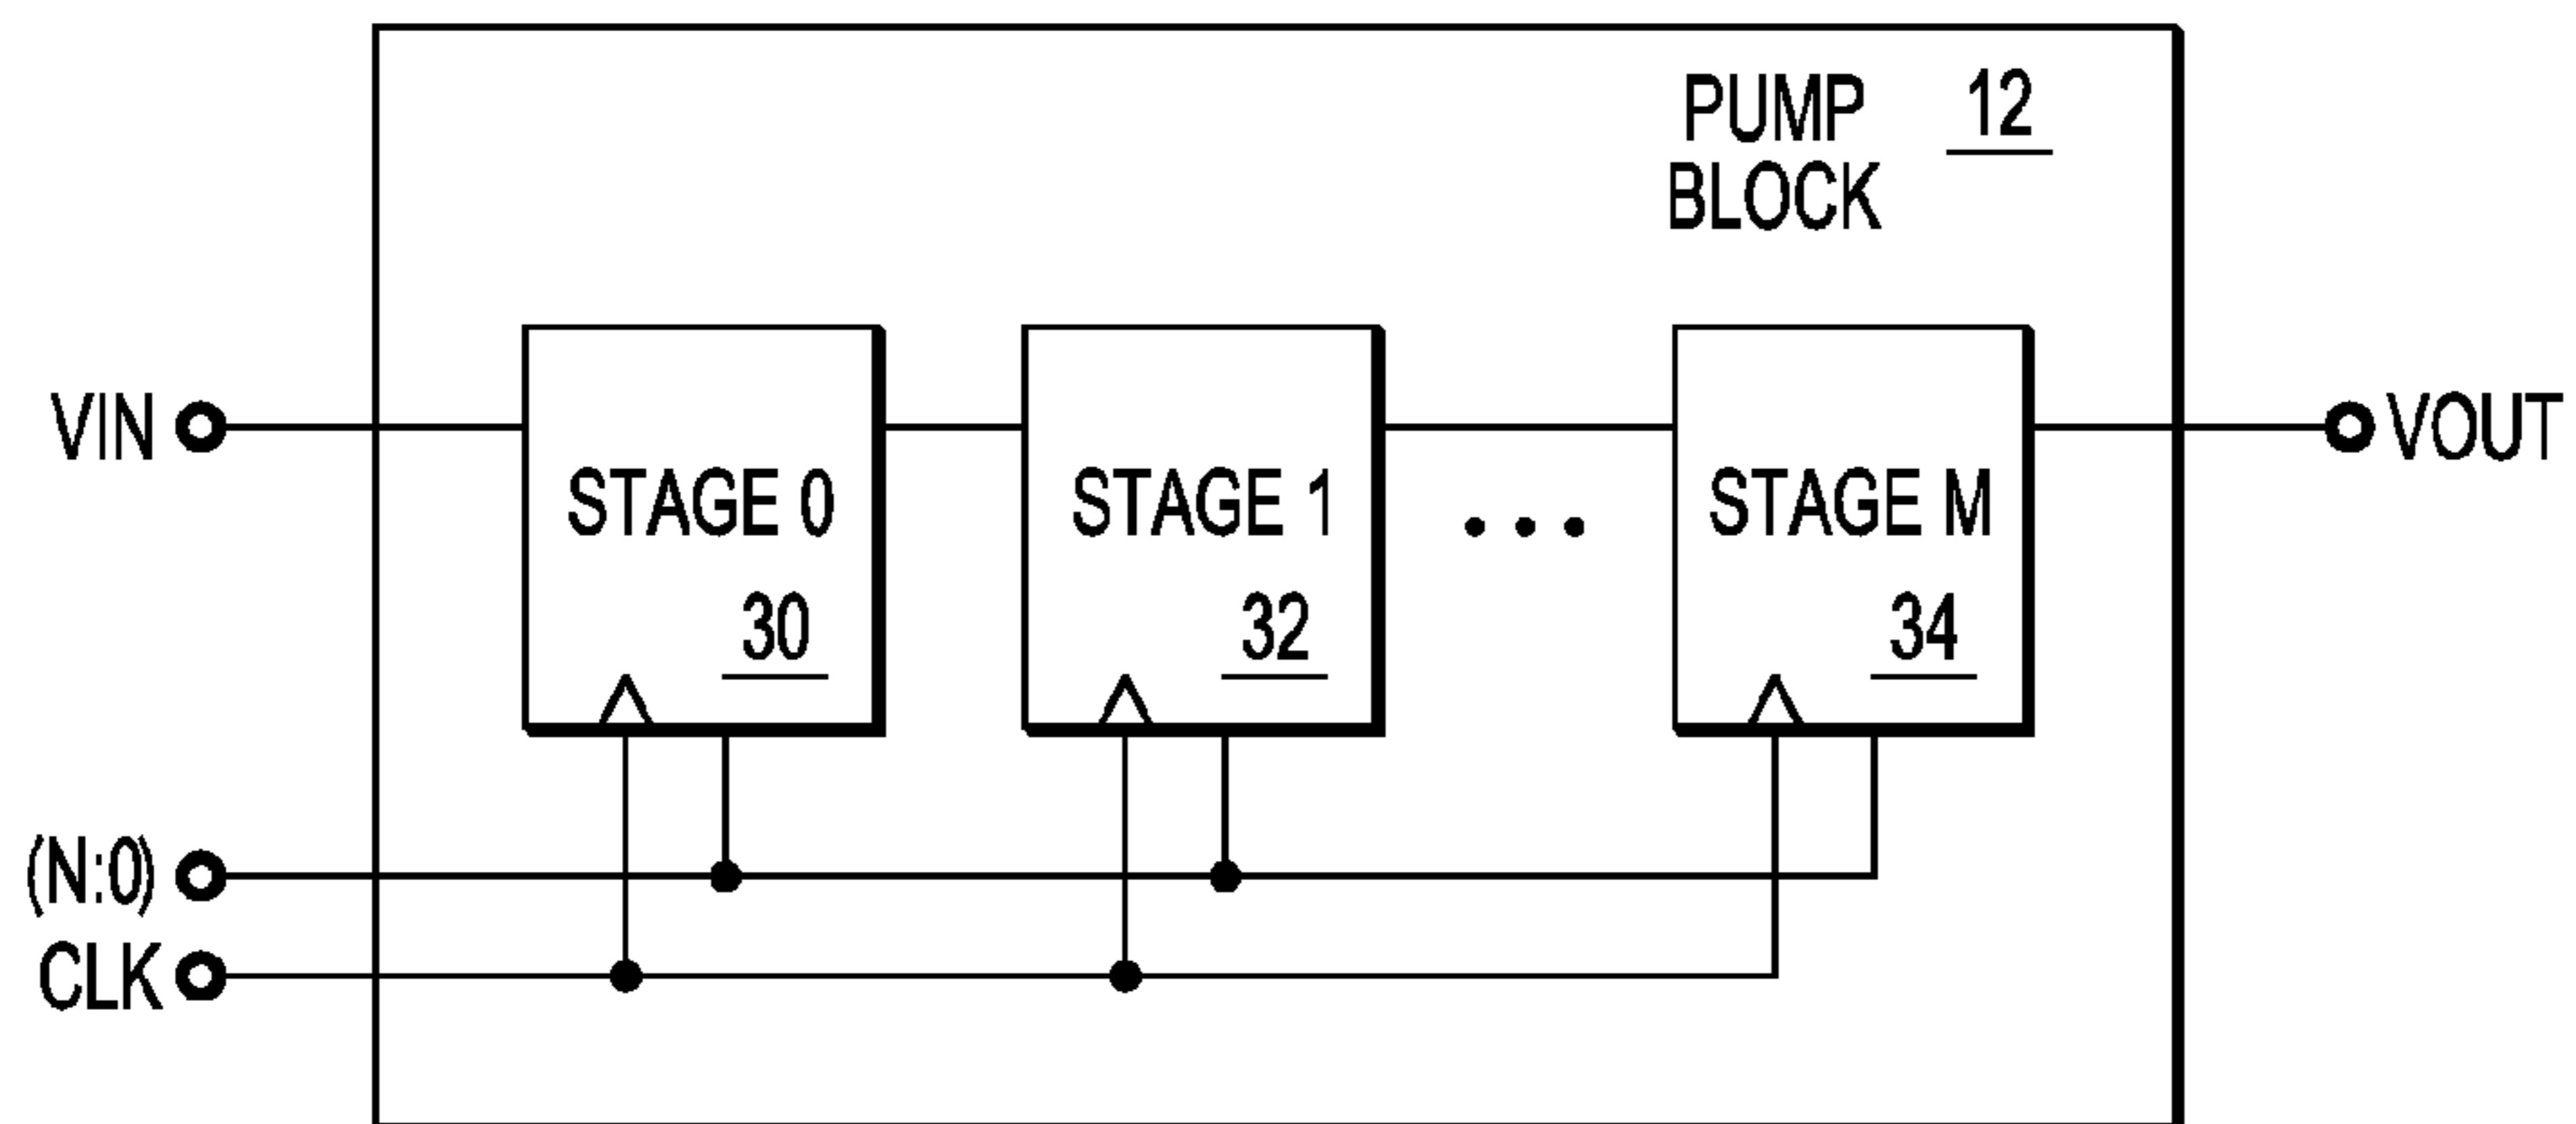 PUMP 12
BLOCK
VIN
VOUT
STAGE 0
STAGE 1
. . .
STAGE M
30
32
34
(N:0)
CLK